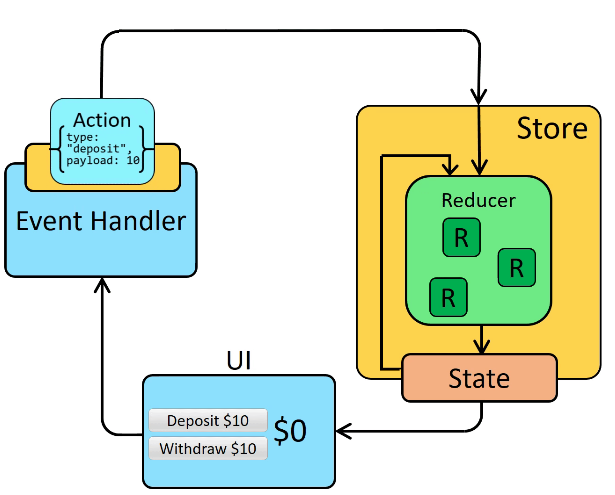 Action
{type:
"deposit",
payload: 10}
Event Handler
Store
Reducer
R
R
R
State
UI
Deposit $10
Withdraw $10
$0